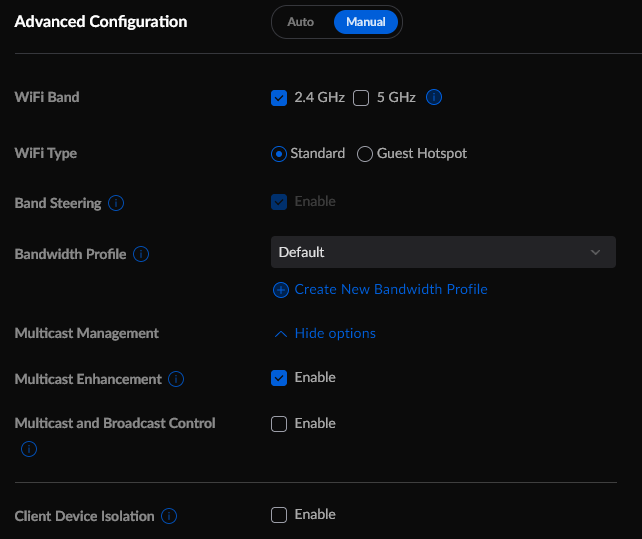 Advanced Configuration Auto Manual
WiFi Band 2.4 GHz 5 GHz
WiFi Type Standard Guest Hotspot
Band Steering Enable
Bandwidth Profile Default
Create New Bandwidth Profile
Multicast Management Hide options
Multicast Enhancement Enable
Multicast and Broadcast Control Enable
Client Device Isolation Enable